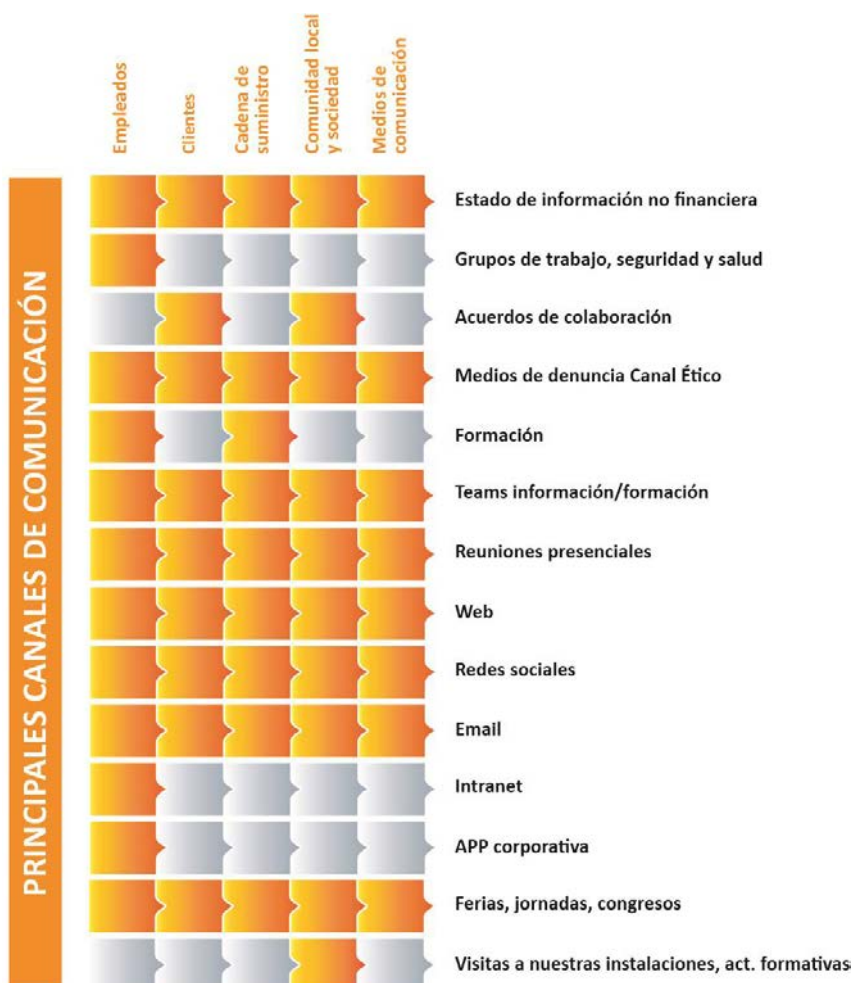 Empleados
Clientes
Cadena de
suministro
Comunidad local
y sociedad
Medios de
comunicación
PRINCIPALES CANALES DE COMUNICACIÓN
Estado de información no financiera
Grupos de trabajo, seguridad y salud
Acuerdos de colaboración
Medios de denuncia Canal Ético
Formación
Teams información/formación
Reuniones presenciales
Web
Redes sociales
Email
Intranet
APP corporativa
Ferias, jornadas, congresos
Visitas a nuestras instalaciones, act. formativas